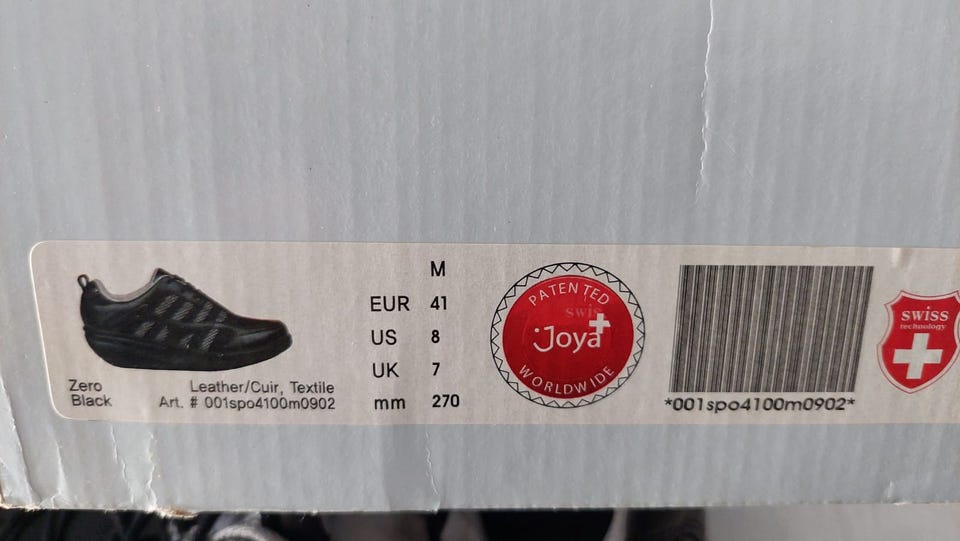 Zero
Black
Leather/Cuir, Textile
Art. # 001spo4100m0902
M
EUR 41
US 8
UK 7
mm 270
PATENTED
swiss
Joya
WORLDWIDE
*001spo4100m0902*
swiss
technology